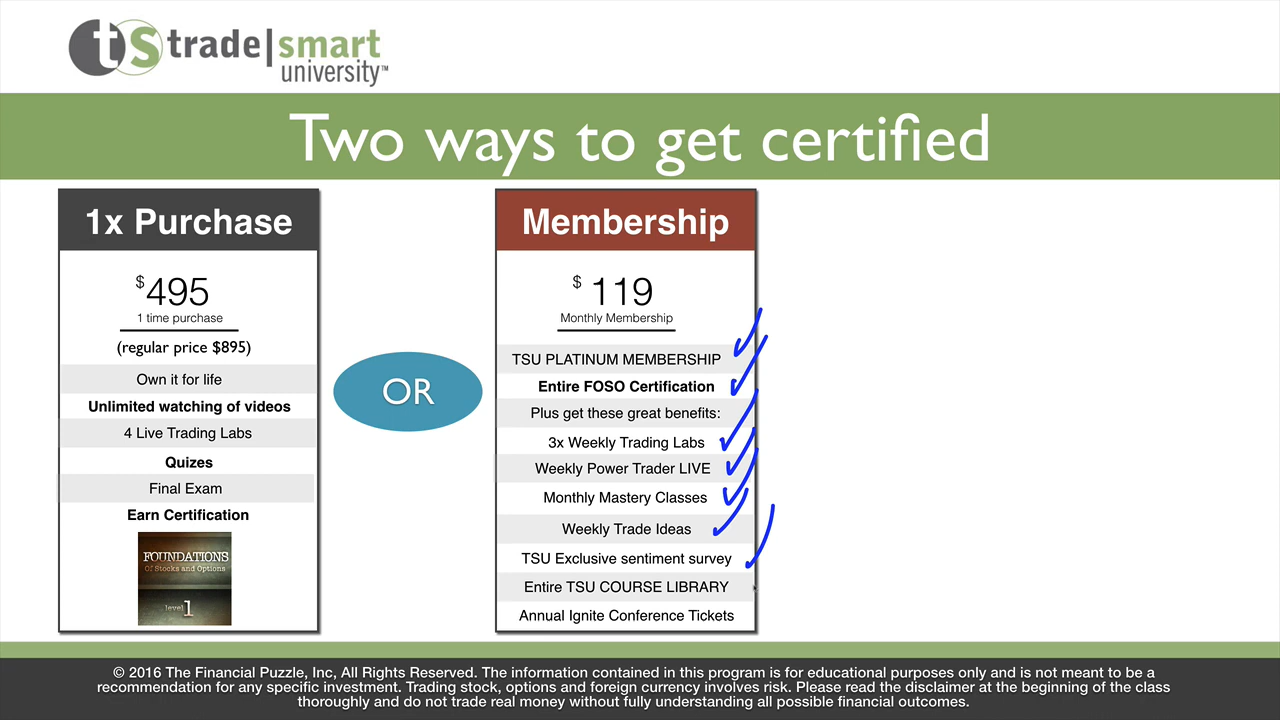 ts trade|smart
university™
Two ways to get certified
1x Purchase
$495
1 time purchase
(regular price $895)
Own it for life
Unlimited watching of videos
4 Live Trading Labs
Quizes
Final Exam
Earn Certification
FOUNDATIONS
Of Stocks and Options
level 1
OR
Membership
$ 119
Monthly Membership
TSU PLATINUM MEMBERSHIP
Entire FOSO Certification
Plus get these great benefits:
3x Weekly Trading Labs
Weekly Power Trader LIVE
Monthly Mastery Classes
Weekly Trade Ideas
TSU Exclusive sentiment survey
Entire TSU COURSE LIBRARY
Annual Ignite Conference Tickets
© 2016 The Financial Puzzle, Inc, All Rights Reserved. The information contained in this program is for educational purposes only and is not meant to be a
recommendation for any specific investment. Trading stock, options and foreign currency involves risk. Please read the disclaimer at the beginning of the class
thoroughly and do not trade real money without fully understanding all possible financial outcomes.